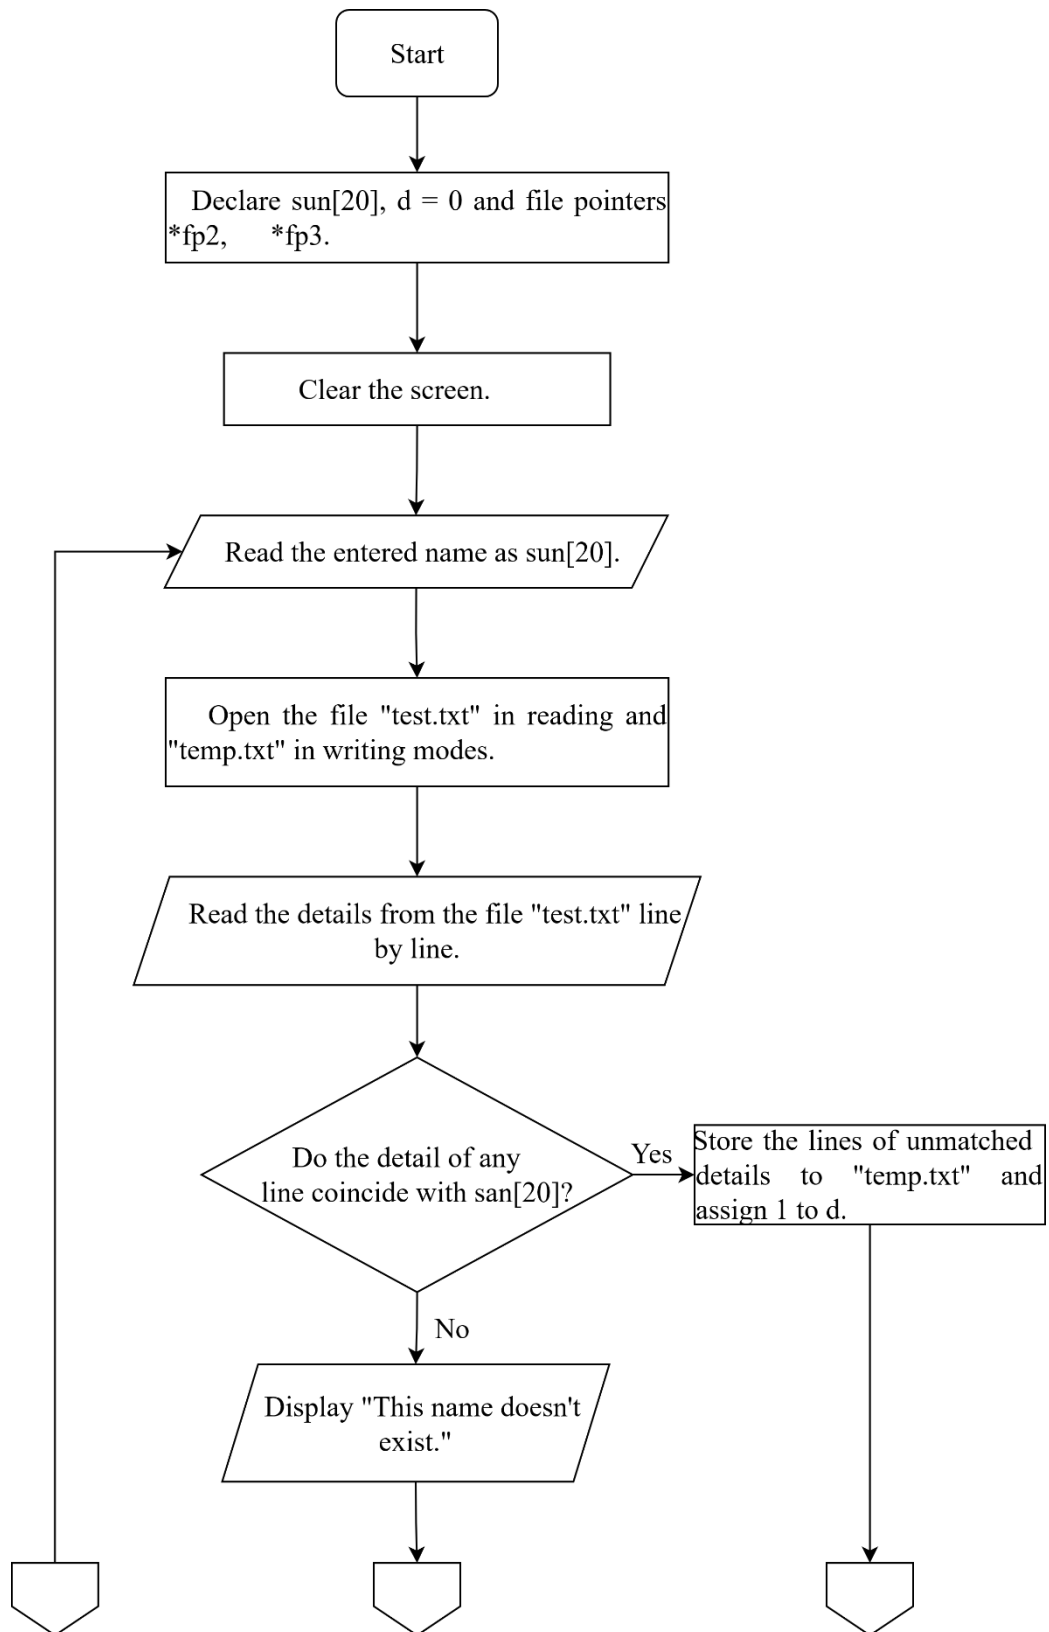 Start
Declare sun[20], d = 0 and file pointers
*fp2, *fp3.
Clear the screen.
Read the entered name as sun[20].
Open the file "test.txt" in reading and
"temp.txt" in writing modes.
Read the details from the file "test.txt" line
by line.
Do the detail of any
line coincide with san[20]?
Yes
Store the lines of unmatched
details to "temp.txt" and
assign 1 to d.
No
Display "This name doesn't
exist."